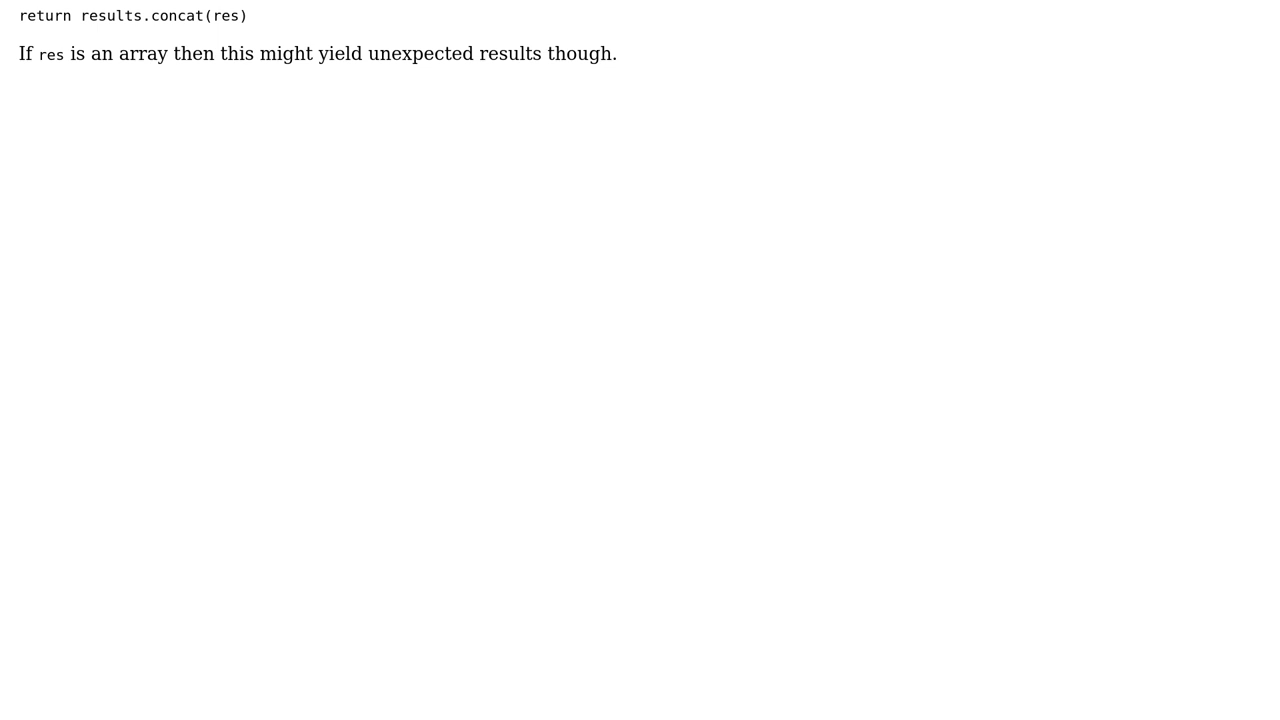 return results.concat(res)
If res is an array then this might yield unexpected results though.